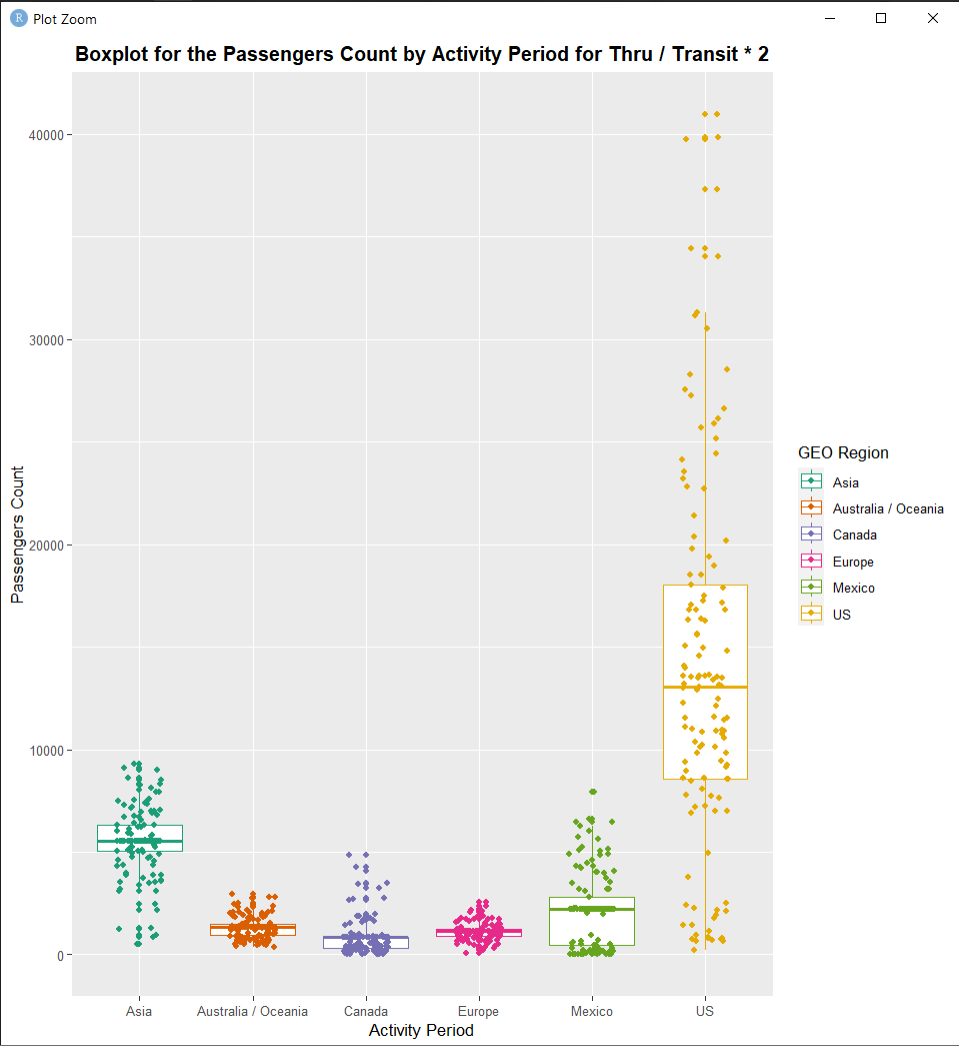 R Plot Zoom
Boxplot for the Passengers Count by Activity Period for Thru / Transit * 2
40000
30000
20000
10000
0
Passengers Count
Asia Australia / Oceania Canada Europe Mexico US
Activity Period
GEO Region
Asia
Australia / Oceania
Canada
Europe
Mexico
US